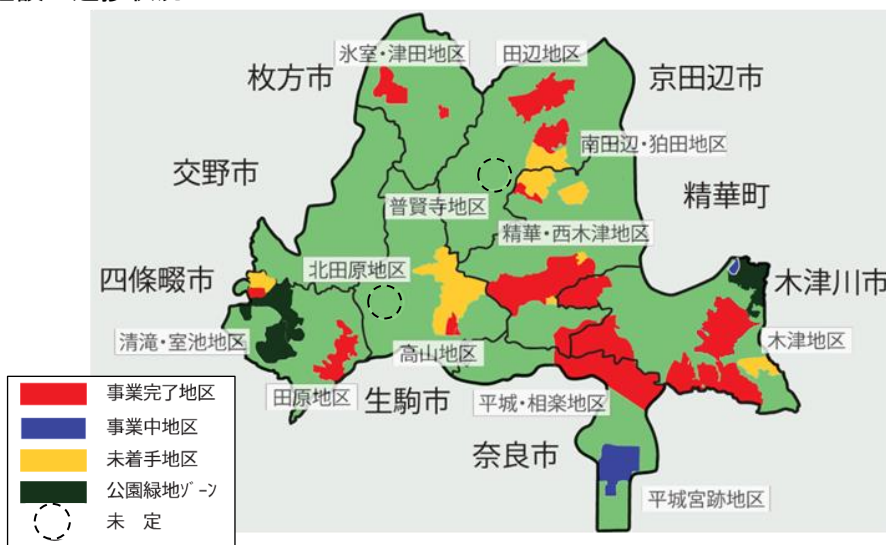 氷室・津田地区
田辺地区
枚方市
京田辺市
南田辺・狛田地区
交野市
普賢寺地区
精華町
精華・西木津地区
北田原地区
四條畷市
木津川市
清滝・室池地区
高山地区
木津地区
田原地区
生駒市
平城・相楽地区
奈良市
平城宮跡地区
事業完了地区
事業中地区
未着手地区
公園緑地ｿﾞｰﾝ
未 定